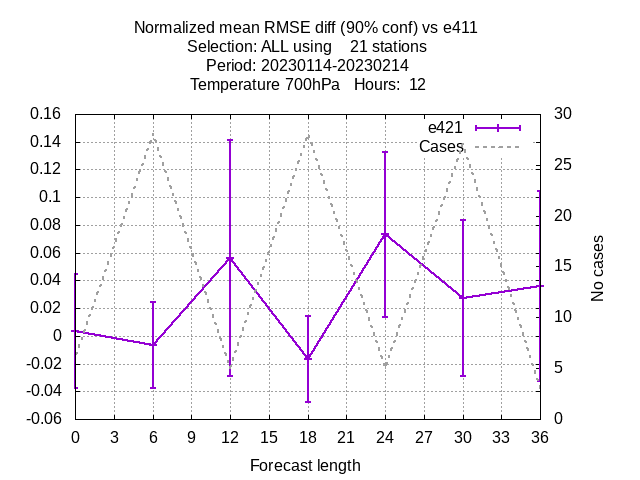 Normalized mean RMSE diff (90% conf) vs e411
Selection: ALL using    21 stations
Period: 20230114-20230214
Temperature 700hPa   Hours:  12
e421
Cases
0.16
0.14
0.12
0.1
0.08
0.06
0.04
0.02
0
-0.02
-0.04
-0.06
30
25
20
15
10
5
0
No cases
0 3 6 9 12 15 18 21 24 27 30 33 36
Forecast length